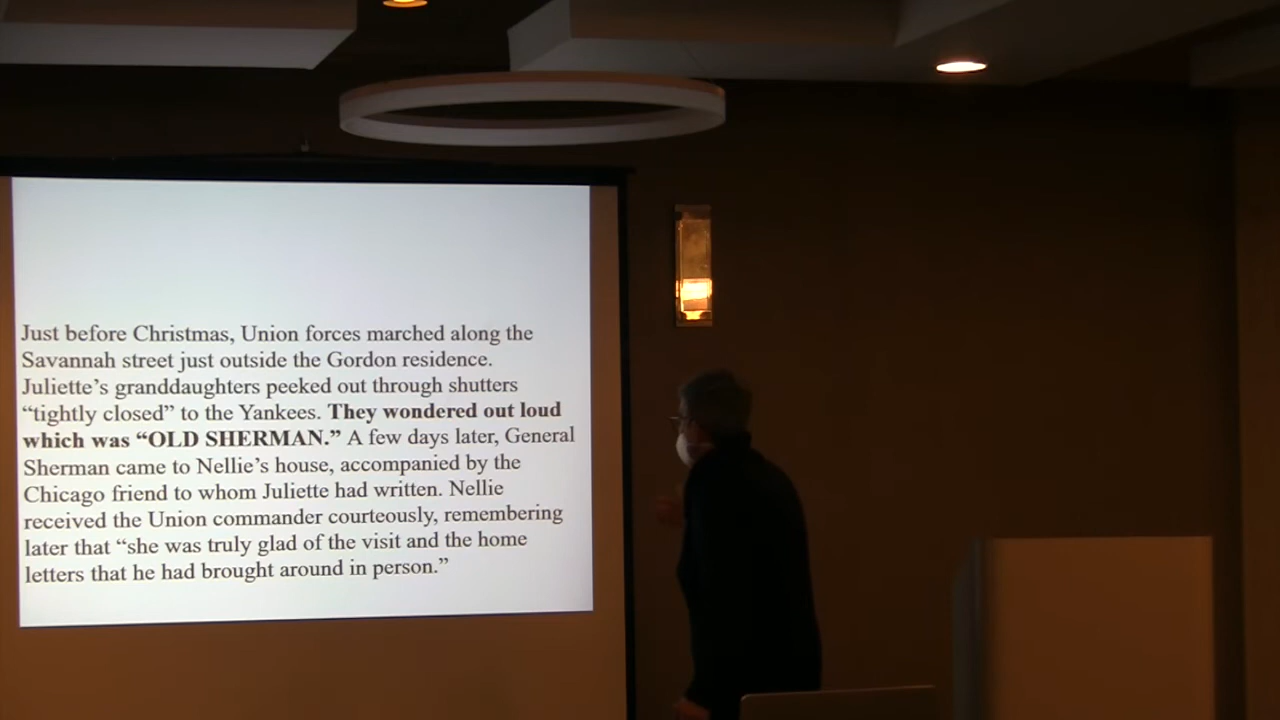 Just before Christmas, Union forces marched along the
Savannah street just outside the Gordon residence.
Juliette’s granddaughters peeked out through shutters
“tightly closed” to the Yankees. They wondered out loud
which was “OLD SHERMAN.” A few days later, General
Sherman came to Nellie’s house, accompanied by the
Chicago friend to whom Juliette had written. Nellie
received the Union commander courteously, remembering
later that “she was truly glad of the visit and the home
letters that he had brought around in person.”